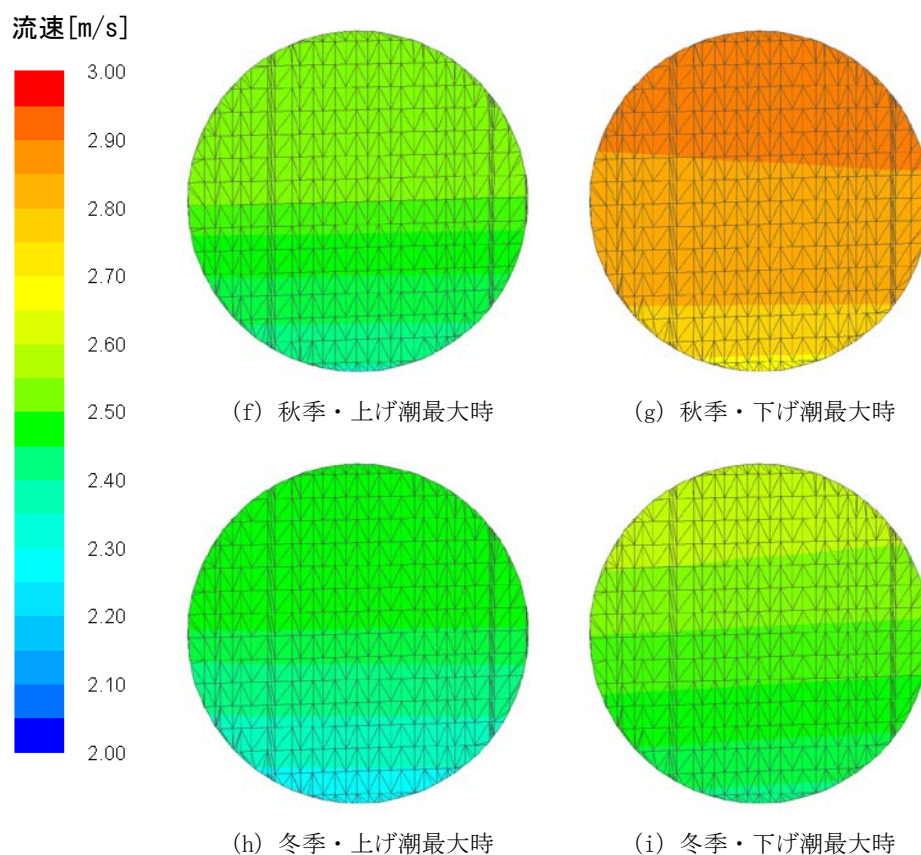 流速[m/s]
3.00
2.90
2.80
2.70
2.60
2.50
2.40
2.30
2.20
2.10
2.00
(f) 秋季・上げ潮最大時
(g) 秋季・下げ潮最大時
(h) 冬季・上げ潮最大時
(i) 冬季・下げ潮最大時